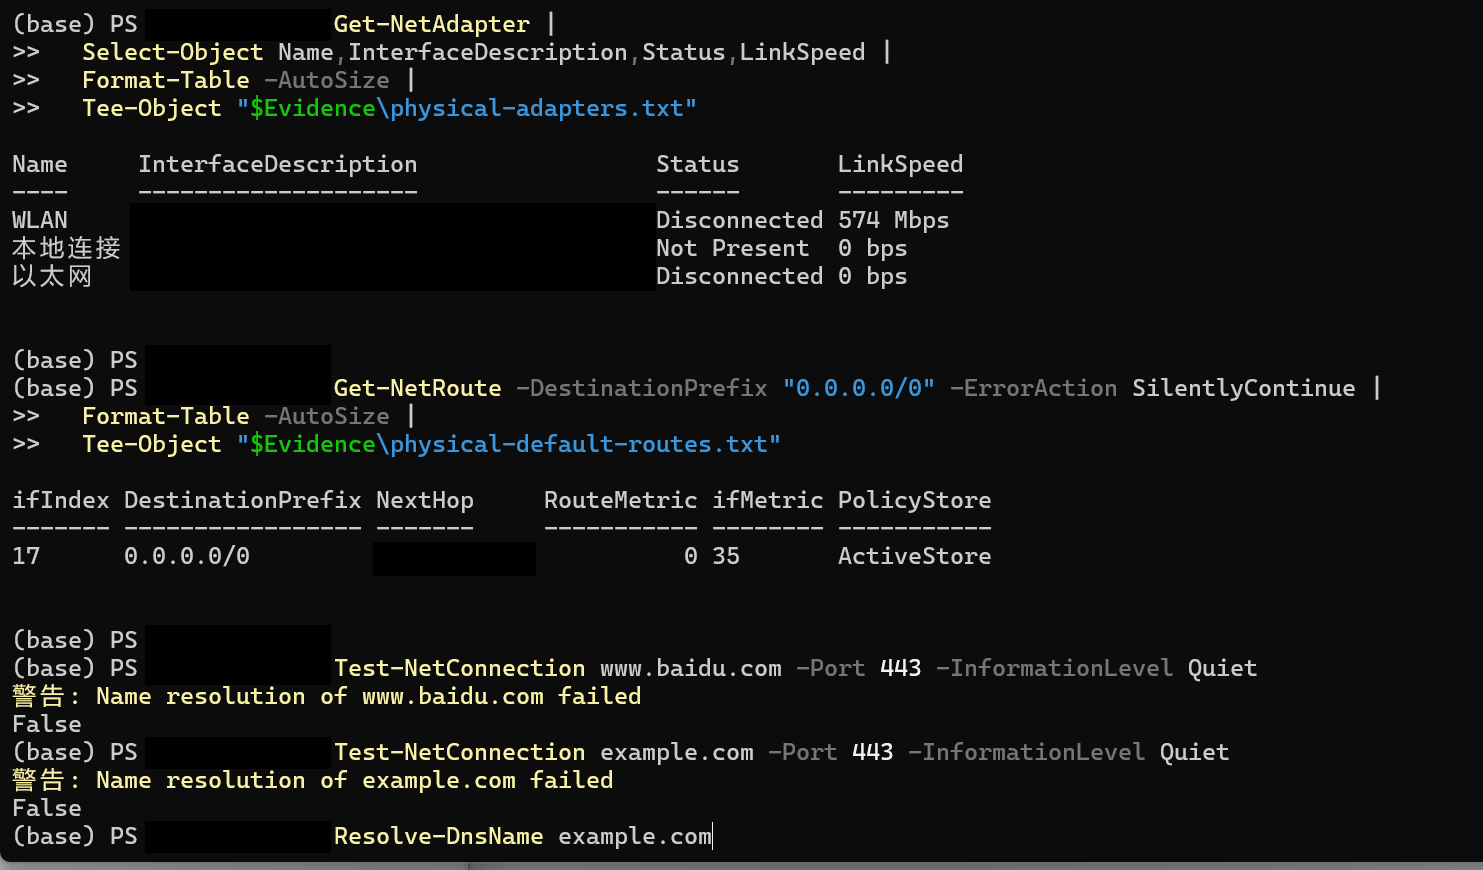 (base) PS Get-NetAdapter |
>>   Select-Object Name,InterfaceDescription,Status,LinkSpeed |
>>   Format-Table -AutoSize |
>>   Tee-Object "$Evidence\physical-adapters.txt"
Name     InterfaceDescription                 Status       LinkSpeed
----     --------------------                 ------       ---------
WLAN                                          Disconnected 574 Mbps
本地连接                                      Not Present  0 bps
以太网                                        Disconnected 0 bps
(base) PS
(base) PS Get-NetRoute -DestinationPrefix "0.0.0.0/0" -ErrorAction SilentlyContinue |
>>   Format-Table -AutoSize |
>>   Tee-Object "$Evidence\physical-default-routes.txt"
ifIndex DestinationPrefix NextHop     RouteMetric ifMetric PolicyStore
------- ----------------- -------     ----------- -------- -----------
17      0.0.0.0/0                               0 35       ActiveStore
(base) PS
(base) PS Test-NetConnection www.baidu.com -Port 443 -InformationLevel Quiet
警告: Name resolution of www.baidu.com failed
False
(base) PS Test-NetConnection example.com -Port 443 -InformationLevel Quiet
警告: Name resolution of example.com failed
False
(base) PS Resolve-DnsName example.com